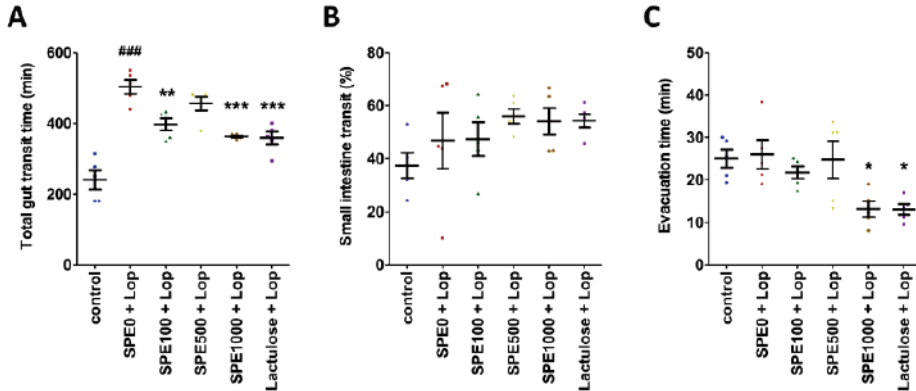 A
Total gut transit time (min)
600
400
200
0
###
**
***
***
control
SPE0 + Lop
SPE100 + Lop
SPE500 + Lop
SPE1000 + Lop
Lactulose + Lop
B
Small intestine transit (%)
80
60
40
20
0
control
SPE0 + Lop
SPE100 + Lop
SPE500 + Lop
SPE1000 + Lop
Lactulose + Lop
C
Evacuation time (min)
50
40
30
20
10
0
*
*
control
SPE0 + Lop
SPE100 + Lop
SPE500 + Lop
SPE1000 + Lop
Lactulose + Lop